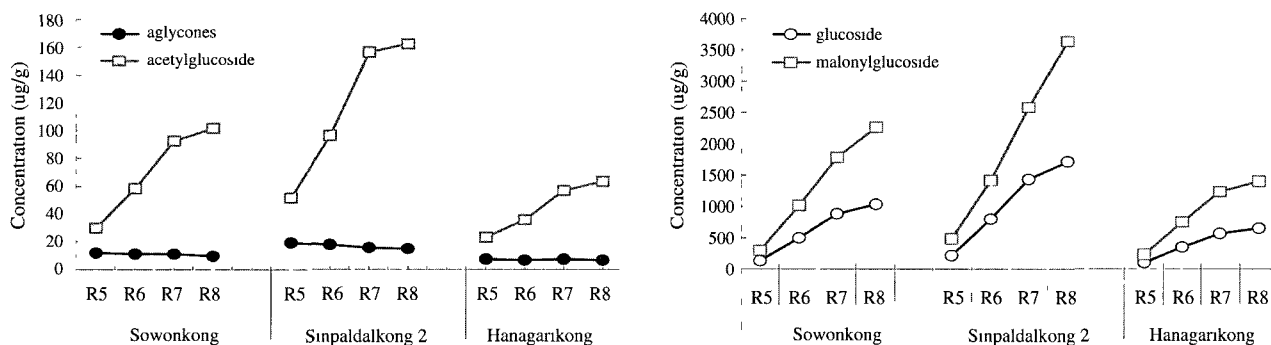 180
160
140
120
100
80
60
40
20
0
Concentration (ug/g)
aglycones
acetylglucoside
R5 R6 R7 R8 R5 R6 R7 R8 R5 R6 R7 R8
Sowonkong Sinpaldalkong 2 Hanagarikong
4000
3500
3000
2500
2000
1500
1000
500
0
Concentration (ug/g)
glucoside
malonylglucoside
R5 R6 R7 R8 R5 R6 R7 R8 R5 R6 R7 R8
Sowonkong Sinpaldalkong 2 Hanagarikong